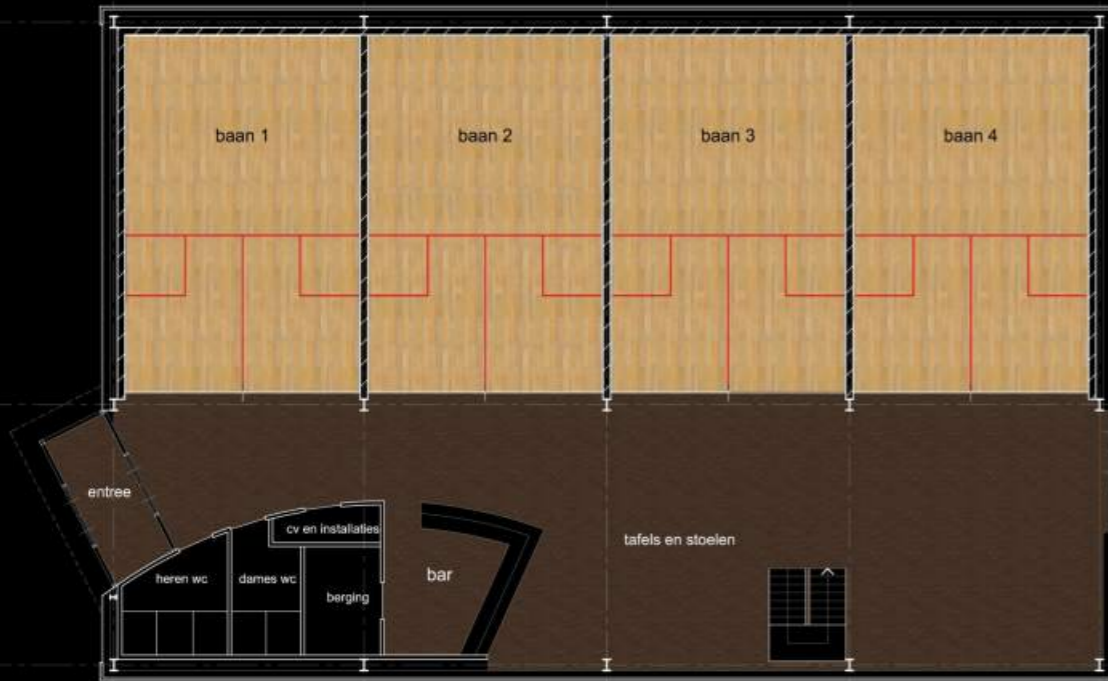 baan 1
baan 2
baan 3
baan 4
entree
cv en installaties
tafels en stoelen
heren wc
dames wc
bar
berging